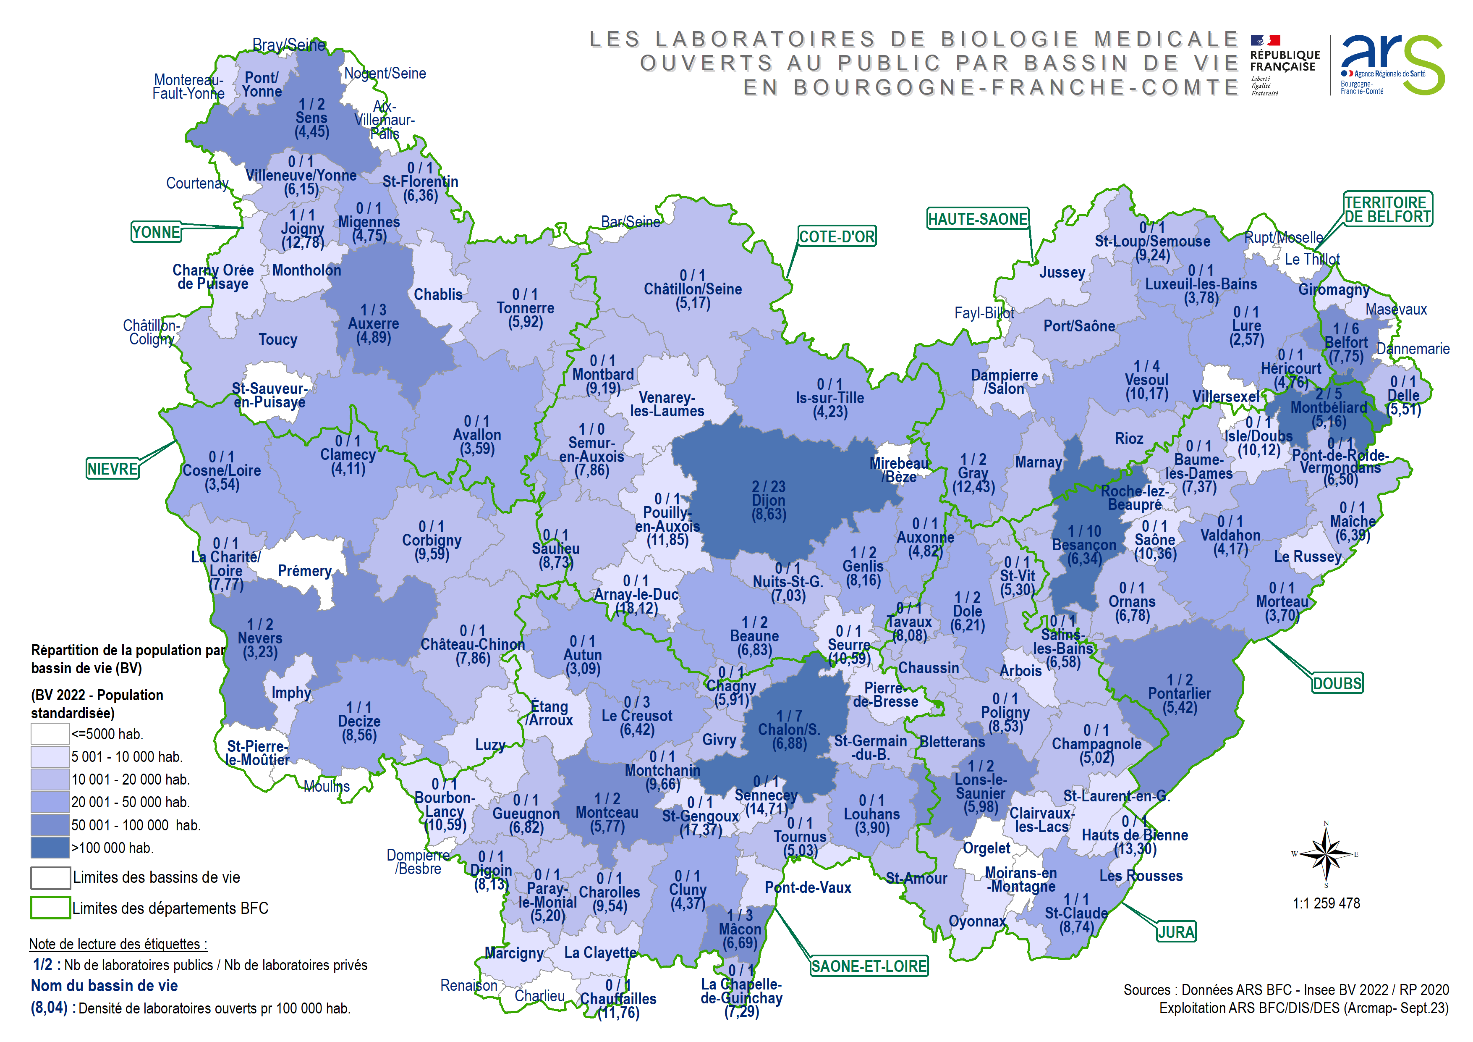 LES LABORATOIRES DE BIOLOGIE MEDICALE
OUVERTS AU PUBLIC PAR BASSIN DE VIE
EN BOURGOGNE-FRANCHE-COMTE
RÉPUBLIQUE
FRANÇAISE
Liberté
Égalité
Fraternité
ars
Agence Régionale de Santé
Bourgogne-
Franche-Comté
Bray/Seine
Montereau-
Fault-Yonne
Pont/
Yonne
Nogent/Seine
1 / 2
Sens
(4,45)
Aix-
Villemaur-
Pâlis
Courtenay
0 / 1
Villeneuve/Yonne
(6,15)
0 / 1
St-Florentin
(6,36)
YONNE
1 / 1
Joigny
(12,78)
0 / 1
Migennes
(4,75)
Charny Orée
de Puisaye
Montholon
Chablis
1 / 3
Auxerre
(4,89)
0 / 1
Tonnerre
(5,92)
Châtillon-
Coligny
Toucy
St-Sauveur-
en-Puisaye
Bar/Seine
COTE-D'OR
0 / 1
Châtillon/Seine
(5,17)
HAUTE-SAONE
TERRITOIRE
DE BELFORT
0 / 1
St-Loup/Semouse
(9,24)
Rupt/Moselle
Le Thillot
Jussey
0 / 1
Luxeuil-les-Bains
(3,78)
Giromagny
Masevaux
Fayl-Billot
Port/Saône
0 / 1
Lure
(2,57)
1 / 6
Belfort
(7,75)
Dannemarie
0 / 1
Montbard
(9,19)
Venarey-
les-Laumes
0 / 1
Is-sur-Tille
(4,23)
Dampierre
/Salon
1 / 4
Vesoul
(10,17)
0 / 1
Héricourt
(4,76)
Villersexel
2 / 5
Montbéliard
(5,16)
0 / 1
Delle
(5,51)
NIEVRE
0 / 1
Cosne/Loire
(3,54)
0 / 1
Clamecy
(4,11)
0 / 1
Avallon
(3,59)
1 / 0
Semur-
en-Auxois
(7,86)
Mirebeau
/Bèze
1 / 2
Gray
(12,43)
Marnay
Rioz
0 / 1
Isle/Doubs
(10,12)
0 / 1
Baume-
les-Dames
(7,37)
0 / 1
Pont-de-Roide-
Vermondans
(6,50)
2 / 23
Dijon
(8,63)
0 / 1
Pouilly-
en-Auxois
(11,85)
Roche-lez-
Beaupré
0 / 1
Maîche
(6,39)
0 / 1
La Charité/
Loire
(7,77)
Prémery
0 / 1
Corbigny
(9,59)
0 / 1
Saulieu
(8,73)
0 / 1
Auxonne
(4,82)
1 / 10
Besançon
(6,34)
0 / 1
Saône
(10,36)
0 / 1
Valdahon
(4,17)
Le Russey
0 / 1
Arnay-le-Duc
(18,12)
0 / 1
Nuits-St-G.
(7,03)
1 / 2
Genlis
(8,16)
0 / 1
St-Vit
(5,30)
0 / 1
Ornans
(6,78)
0 / 1
Morteau
(3,70)
1 / 2
Nevers
(3,23)
0 / 1
Château-Chinon
(7,86)
0 / 1
Autun
(3,09)
1 / 2
Beaune
(6,83)
0 / 1
Seurre
(10,59)
0 / 1
Tavaux
(8,08)
1 / 2
Dole
(6,21)
0 / 1
Salins-
les-Bains
(6,58)
Imphy
1 / 1
Decize
(8,56)
Étang
/Arroux
0 / 3
Le Creusot
(6,42)
0 / 1
Chagny
(5,91)
Pierre-
de-Bresse
Chaussin
Arbois
0 / 1
Poligny
(8,53)
1 / 2
Pontarlier
(5,42)
DOUBS
St-Pierre-
le-Moûtier
Luzy
Givry
1 / 7
Chalon/S.
(6,88)
St-Germain
-du-B.
Bletterans
0 / 1
Champagnole
(5,02)
Moulins
0 / 1
Bourbon-
Lancy
(10,59)
0 / 1
Gueugnon
(6,82)
0 / 1
Montchanin
(9,66)
1 / 2
Montceau
(5,77)
0 / 1
St-Gengoux
(17,37)
0 / 1
Sennecey
(14,71)
0 / 1
Tournus
(5,03)
0 / 1
Louhans
(3,90)
1 / 2
Lons-le-
Saunier
(5,98)
St-Laurent-en-G.
Clairvaux-
les-Lacs
0 / 1
Hauts de Bienne
(13,30)
Dompierre
/Besbre
0 / 1
Digoin
(8,13)
0 / 1
Paray-
le-Monial
(5,20)
0 / 1
Charolles
(9,54)
0 / 1
Cluny
(4,37)
Pont-de-Vaux
St-Amour
Orgelet
Moirans-en
-Montagne
Les Rousses
1 / 1
St-Claude
(8,74)
Oyonnax
JURA
1 / 3
Mâcon
(6,69)
Marcigny
La Clayette
SAONE-ET-LOIRE
Renaison
Charlieu
0 / 1
Chauffailles
(11,76)
0 / 1
La Chapelle-
de-Guinchay
(7,29)
Répartition de la population par
bassin de vie (BV)
(BV 2022 - Population
standardisée)
<=5000 hab.
5 001 - 10 000 hab.
10 001 - 20 000 hab.
20 001 - 50 000 hab.
50 001 - 100 000 hab.
>100 000 hab.
Limites des bassins de vie
Limites des départements BFC
Note de lecture des étiquettes :
1/2 : Nb de laboratoires publics / Nb de laboratoires privés
Nom du bassin de vie
(8,04) : Densité de laboratoires ouverts pr 100 000 hab.
N
W
E
S
1:1 259 478
Sources : Données ARS BFC - Insee BV 2022 / RP 2020
Exploitation ARS BFC/DIS/DES (Arcmap- Sept.23)